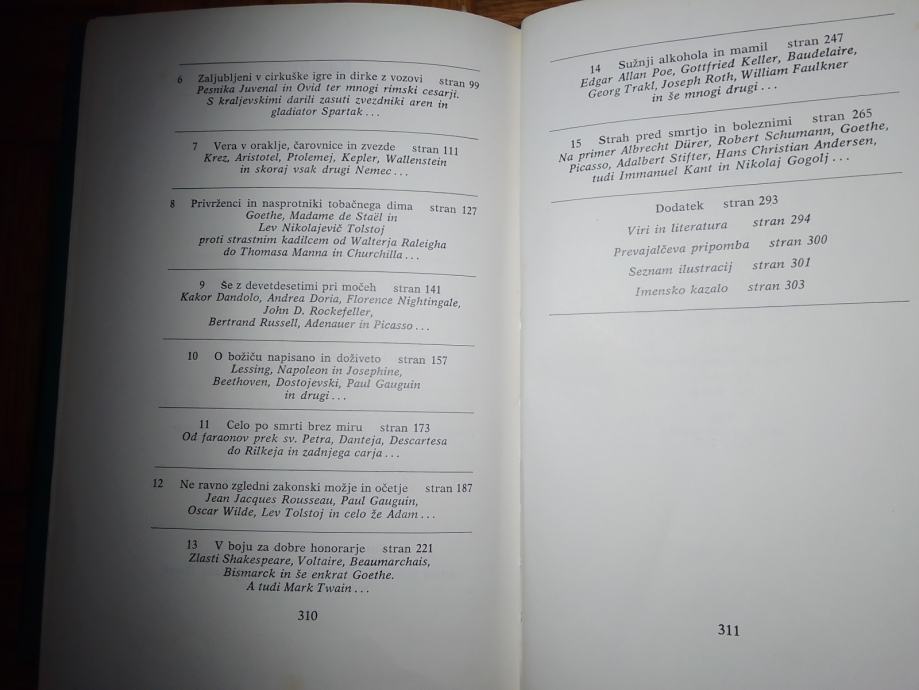 6 Zaljubljeni v cirkuške igre in dirke z vozovi stran 99
Pesnika Juvenal in Ovid ter mnogi rimski cesarji.
S kraljevskimi darili zasuti zvezdniki aren in
gladiator Spartak...
7 Vera v oraklje, čarovnice in zvezde stran 111
Krez, Aristotel, Ptolemej, Kepler, Wallenstein
in skoraj vsak drugi Nemec...
8 Privrženci in nasprotniki tobačnega dima stran 127
Goethe, Madame de Staël in
Lev Nikolajevič Tolstoj
proti strastnim kadilcem od Walterja Raleigha
do Thomasa Manna in Churchilla...
9 Še z devetdesetimi pri močeh stran 141
Kakor Dandolo, Andrea Doria, Florence Nightingale,
John D. Rockefeller,
Bertrand Russell, Adenauer in Picasso...
10 O božiču napisano in doživeto stran 157
Lessing, Napoleon in Josephine,
Beethoven, Dostojevski, Paul Gauguin
in drugi...
11 Celo po smrti brez miru stran 173
Od faraonov prek sv. Petra, Danteja, Descartesa
do Rilkeja in zadnjega carja...
12 Ne ravno zgledni zakonski možje in očetje stran 187
Jean Jacques Rousseau, Paul Gauguin,
Oscar Wilde, Lev Tolstoj in celo že Adam...
13 V boju za dobre honorarje stran 221
Zlasti Shakespeare, Voltaire, Beaumarchais,
Bismarck in še enkrat Goethe.
A tudi Mark Twain...
310
14 Sužnji alkohola in mamil stran 247
Edgar Allan Poe, Gottfried Keller, Baudelaire,
Georg Trakl, Joseph Roth, William Faulkner
in še mnogi drugi...
15 Strah pred smrtjo in boleznimi stran 265
Na primer Albrecht Dürer, Robert Schumann, Goethe,
Picasso, Adalbert Stifter, Hans Christian Andersen,
tudi Immanuel Kant in Nikolaj Gogolj...
Dodatek stran 293
Viri in literatura stran 294
Prevajalčeva pripomba stran 300
Seznam ilustracij stran 301
Imensko kazalo stran 303
311